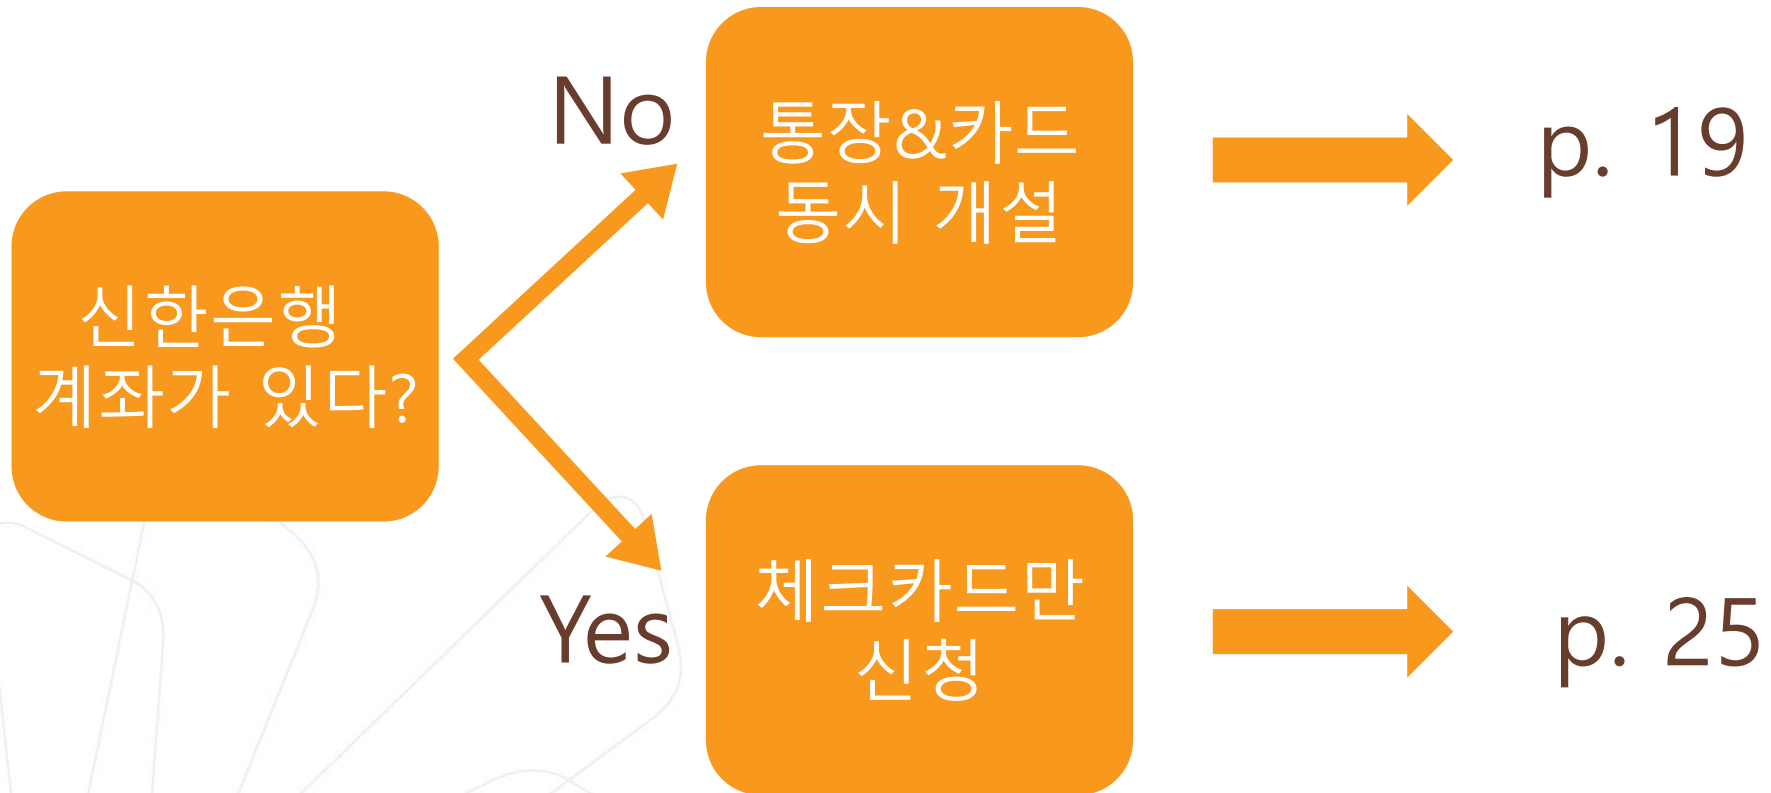 신한은행
계좌가 있다?
No
통장&카드
동시 개설
p. 19
Yes
체크카드만
신청
p. 25